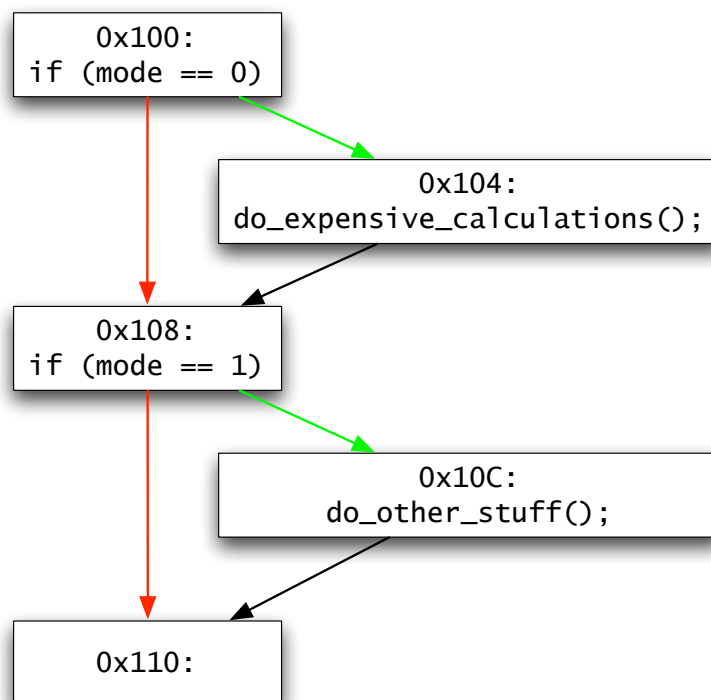 0x100:
if (mode == 0)
0x104:
do_expensive_calculations();
0x108:
if (mode == 1)
0x10C:
do_other_stuff();
0x110: